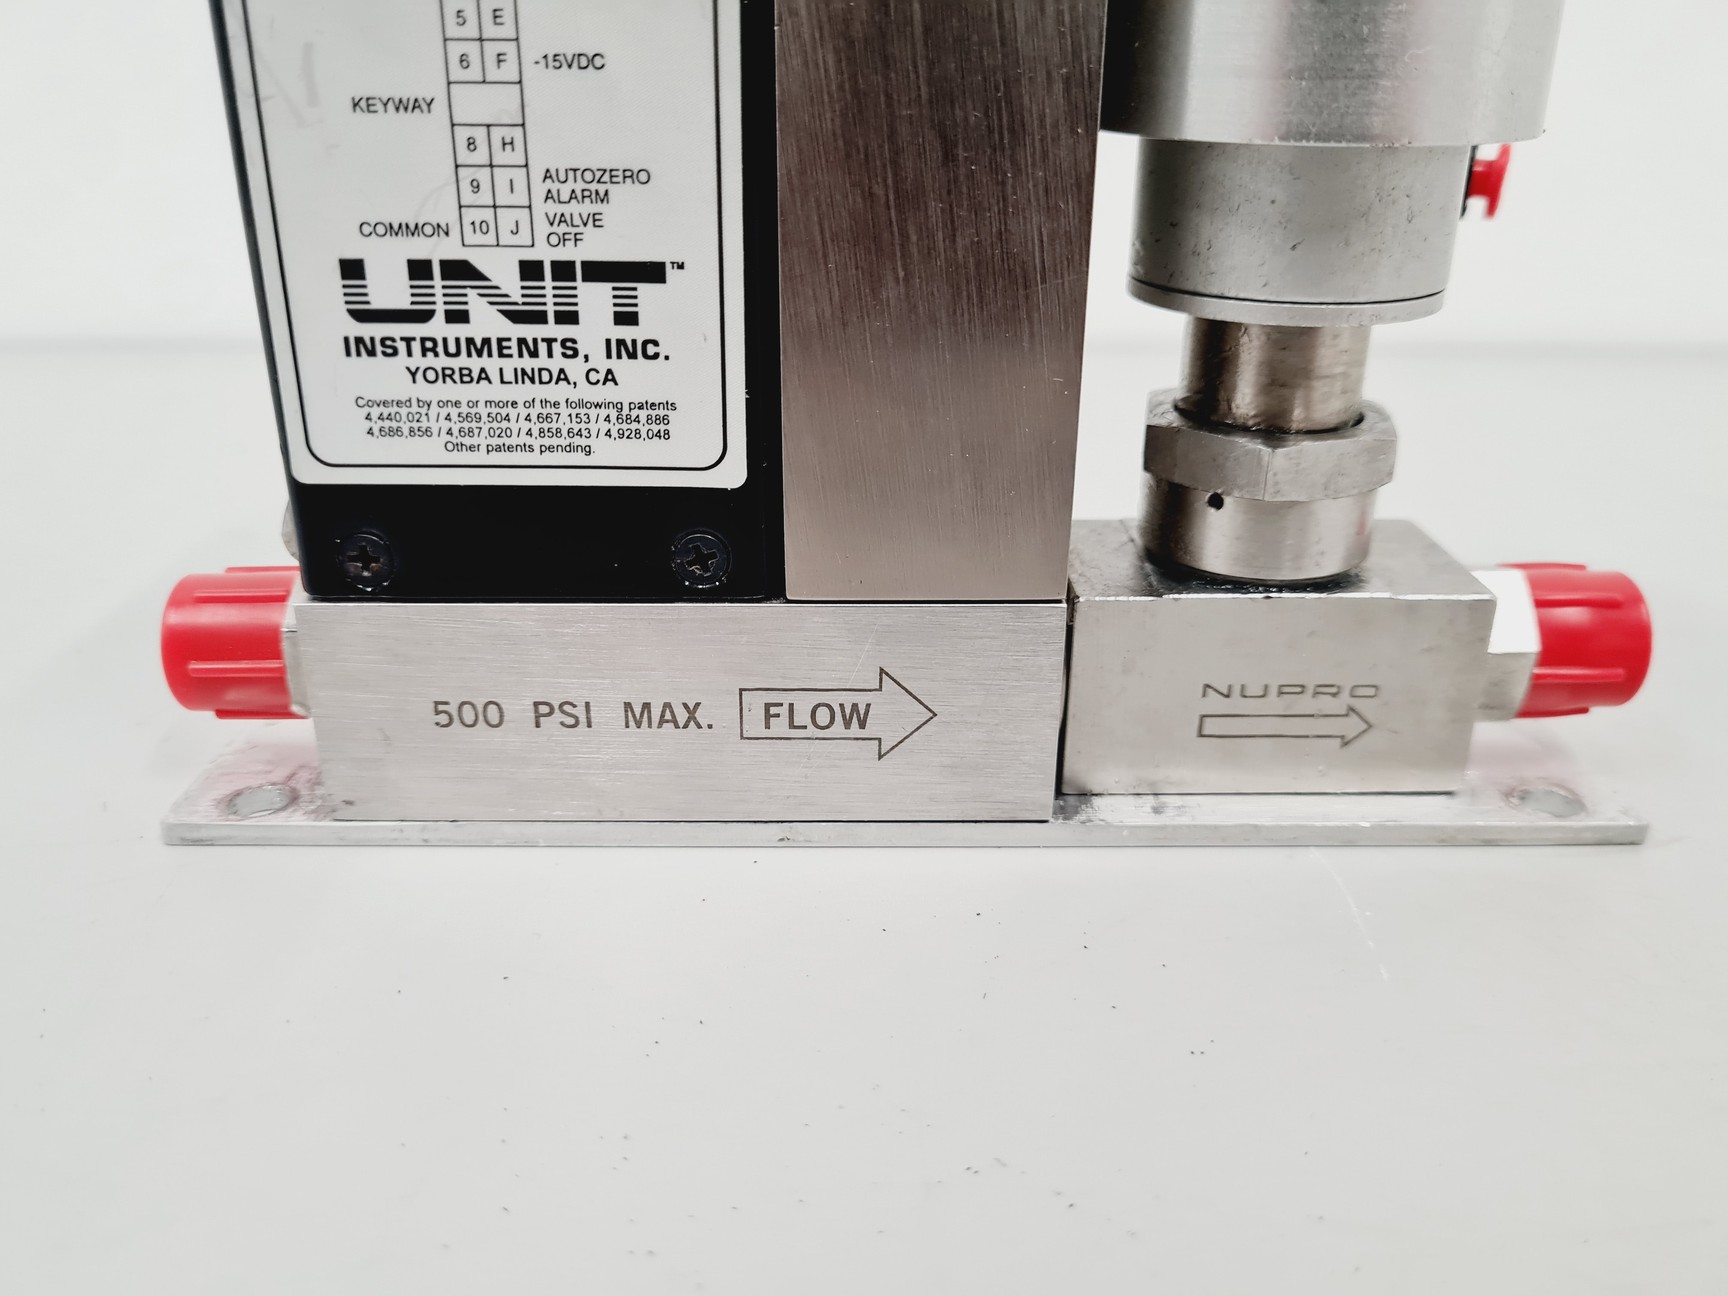 5 E
6 F -15VDC
KEYWAY
8 H
9 I AUTOZERO
ALARM
COMMON 10 J VALVE
OFF
UNIT™
INSTRUMENTS, INC.
YORBA LINDA, CA
Covered by one or more of the following patents
4,440,021 / 4,569,504 / 4,667,153 / 4,684,886
4,686,856 / 4,687,020 / 4,858,643 / 4,928,048
Other patents pending.
500 PSI MAX. FLOW
NUPRO